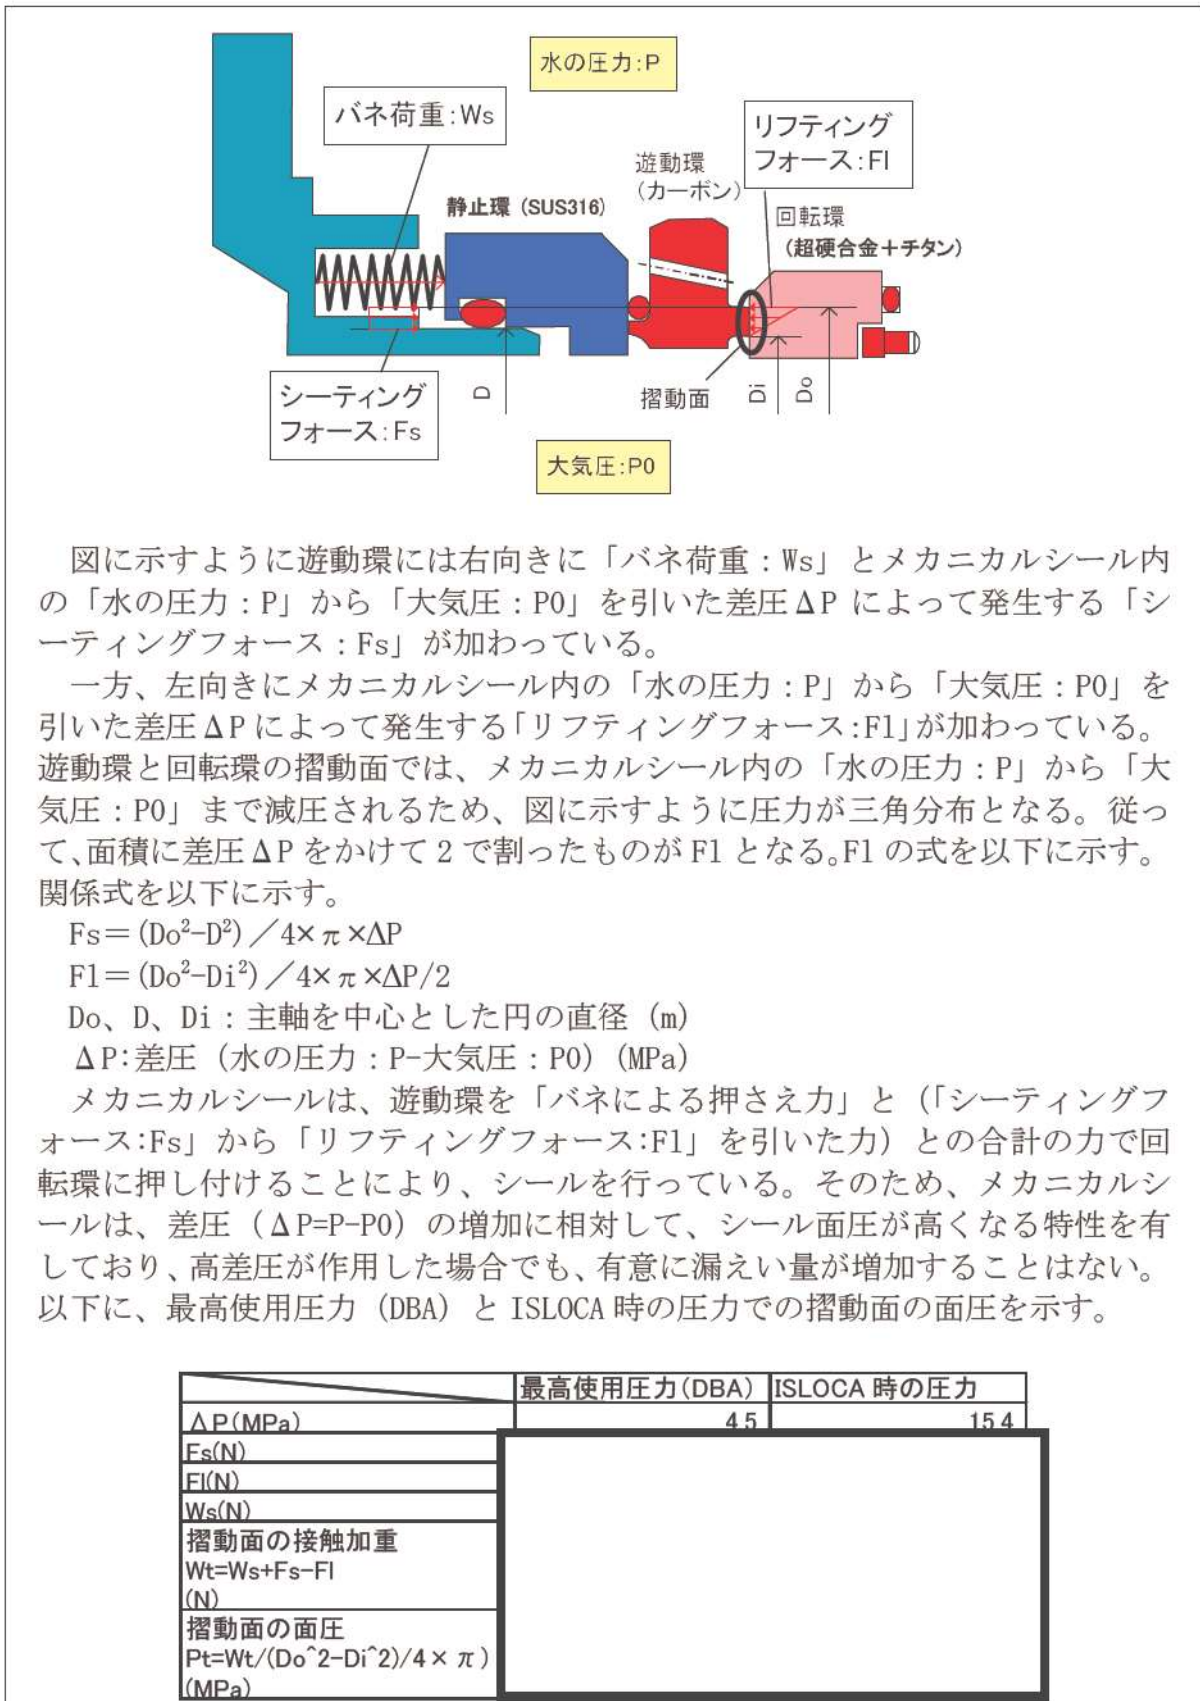 水の圧力:P
バネ荷重:Ws
リフティング
フォース:Fl
遊動環
(カーボン)
静止環 (SUS316)
回転環
(超硬合金+チタン)
シーティング
フォース:Fs
D
摺動面
Di
Do
大気圧:P0
図に示すように遊動環には右向きに「バネ荷重:Ws」とメカニカルシール内
の「水の圧力:P」から「大気圧:P0」を引いた差圧ΔP によって発生する「シ
ーティングフォース:Fs」が加わっている。
一方、左向きにメカニカルシール内の「水の圧力:P」から「大気圧:P0」を
引いた差圧ΔPによって発生する「リフティングフォース:Fl」が加わっている。
遊動環と回転環の摺動面では、メカニカルシール内の「水の圧力:P」から「大
気圧:P0」まで減圧されるため、図に示すように圧力が三角分布となる。従っ
て、面積に差圧ΔPをかけて2で割ったものがFlとなる。Flの式を以下に示す。
関係式を以下に示す。
Fs=(Do²-D²)/4×π×ΔP
Fl=(Do²-Di²)/4×π×ΔP/2
Do、D、Di:主軸を中心とした円の直径 (m)
ΔP:差圧(水の圧力:P-大気圧:P0)(MPa)
メカニカルシールは、遊動環を「バネによる押さえ力」と(「シーティングフ
ォース:Fs」から「リフティングフォース:Fl」を引いた力)との合計の力で回
転環に押し付けることにより、シールを行っている。そのため、メカニカルシ
ールは、差圧(ΔP=P-P0)の増加に相対して、シール面圧が高くなる特性を有
しており、高差圧が作用した場合でも、有意に漏えい量が増加することはない。
以下に、最高使用圧力(DBA)とISLOCA時の圧力での摺動面の面圧を示す。
最高使用圧力(DBA) ISLOCA 時の圧力
ΔP(MPa) 4.5 15.4
Fs(N)
Fl(N)
Ws(N)
摺動面の接触加重
Wt=Ws+Fs-Fl
(N)
摺動面の面圧
Pt=Wt/(Do^2-Di^2)/4×π)
(MPa)